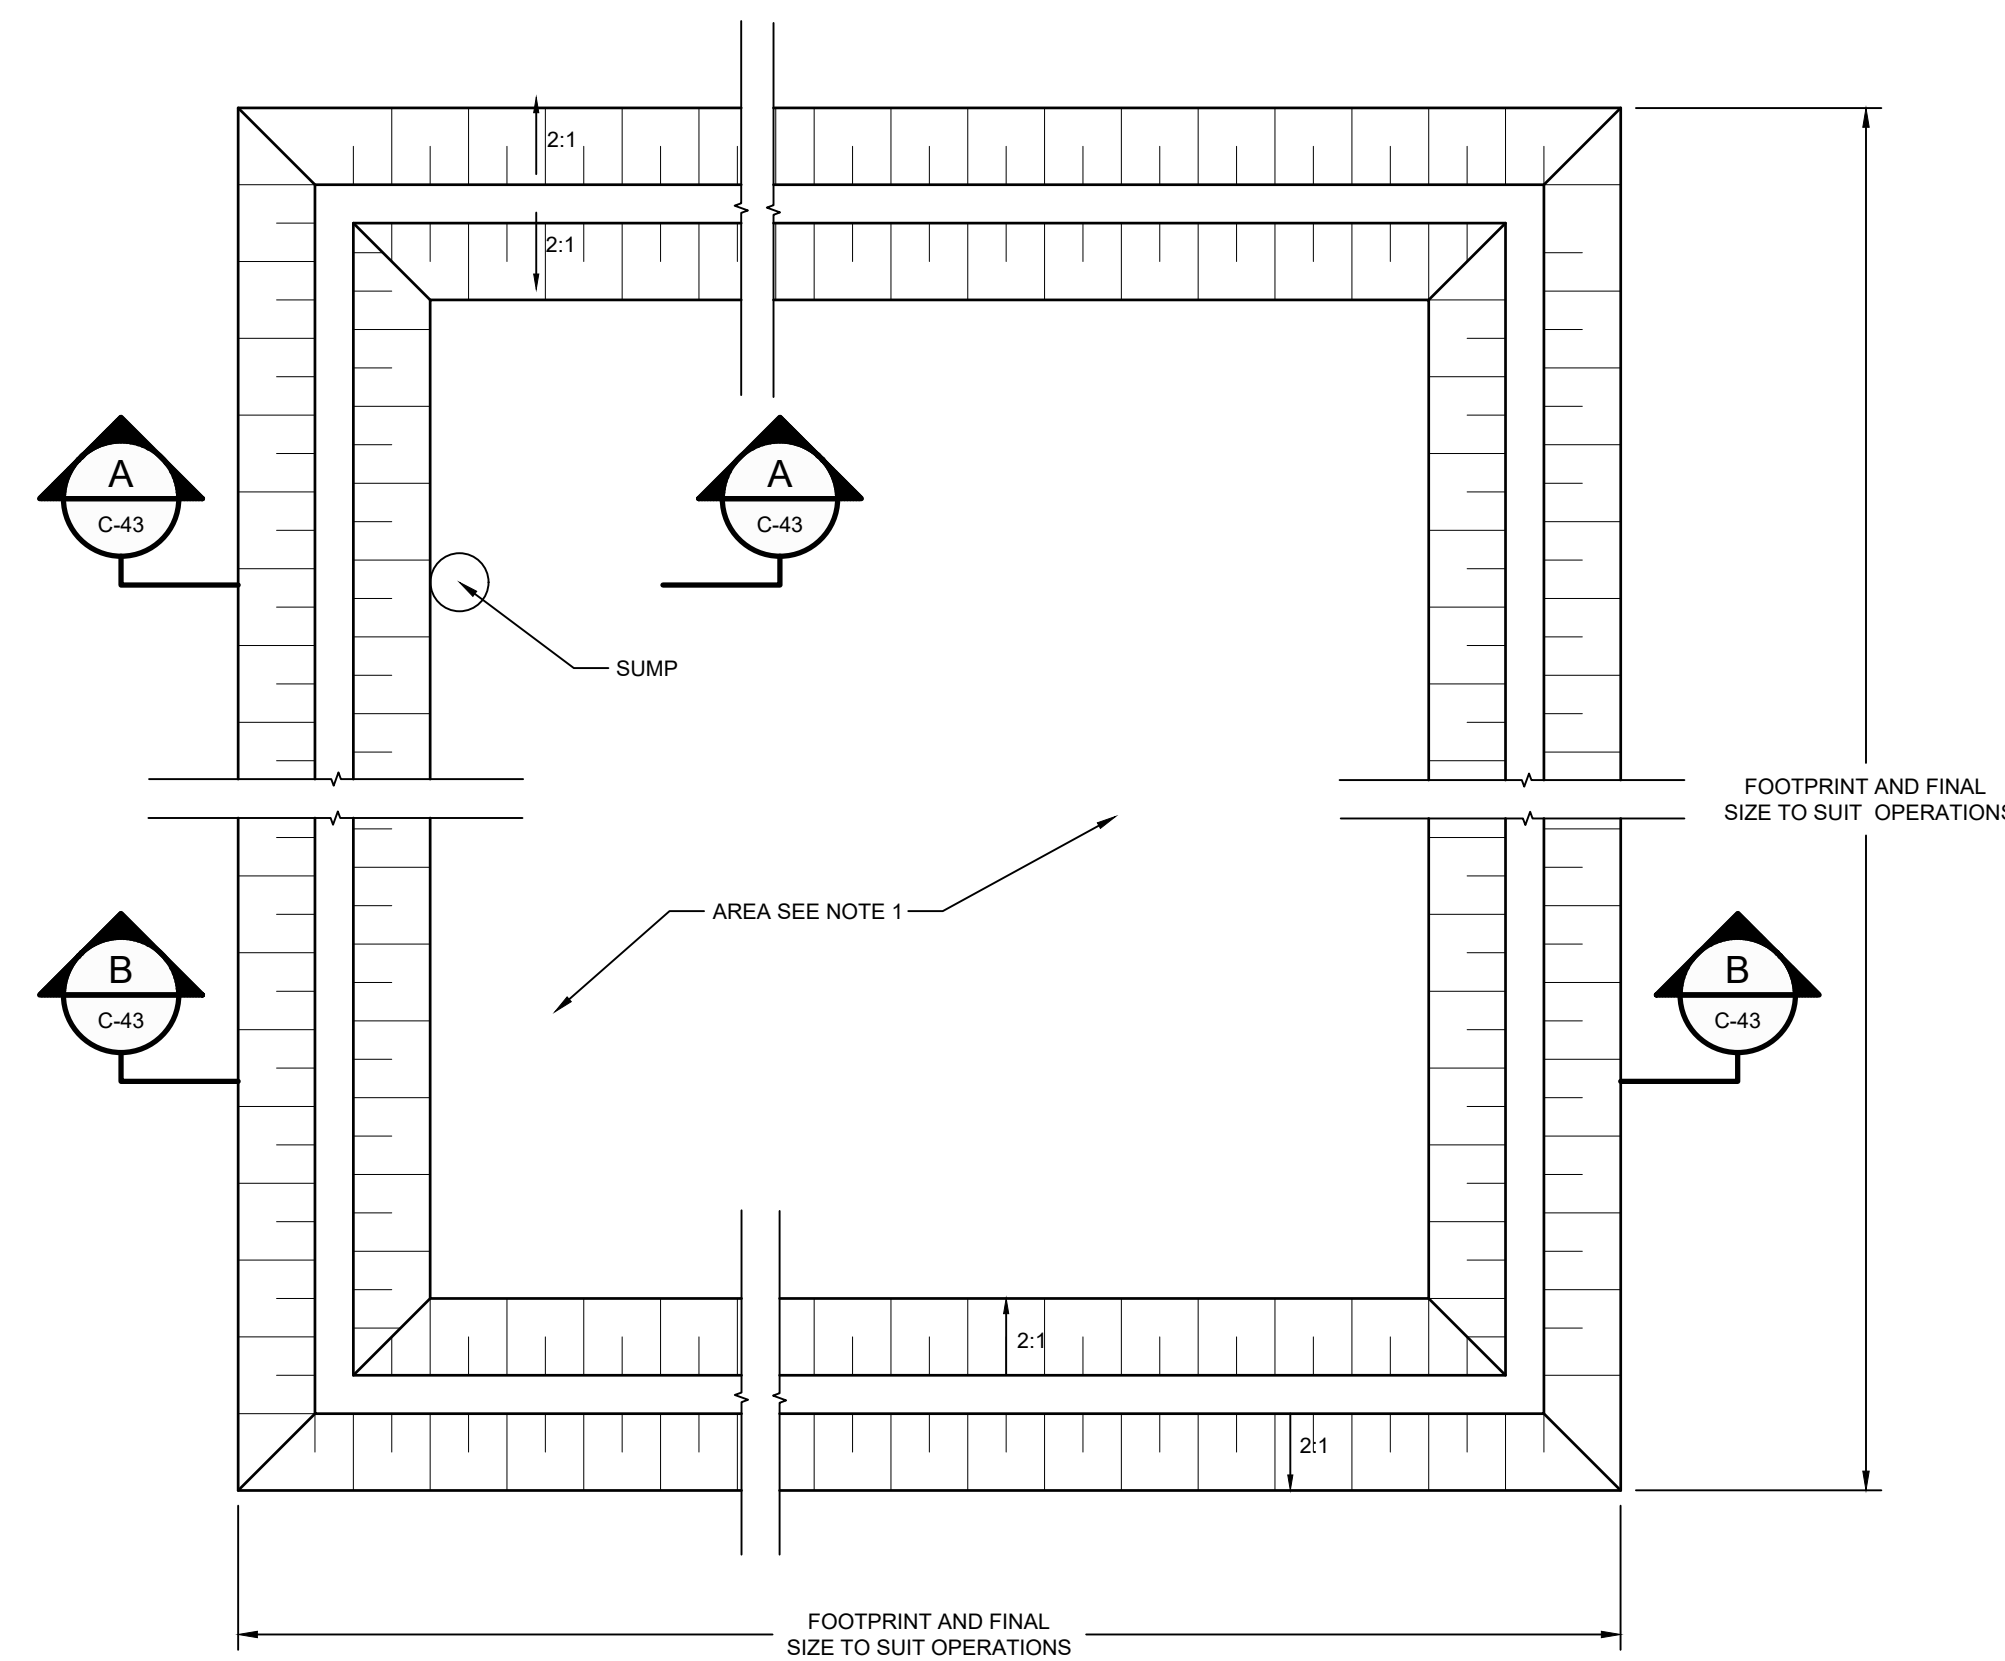 2:1
2:1
A
C-43
A
C-43
SUMP
FOOTPRINT AND FINAL
SIZE TO SUIT OPERATIONS
AREA SEE NOTE 1
B
C-43
B
C-43
2:1
2:1
FOOTPRINT AND FINAL
SIZE TO SUIT OPERATIONS